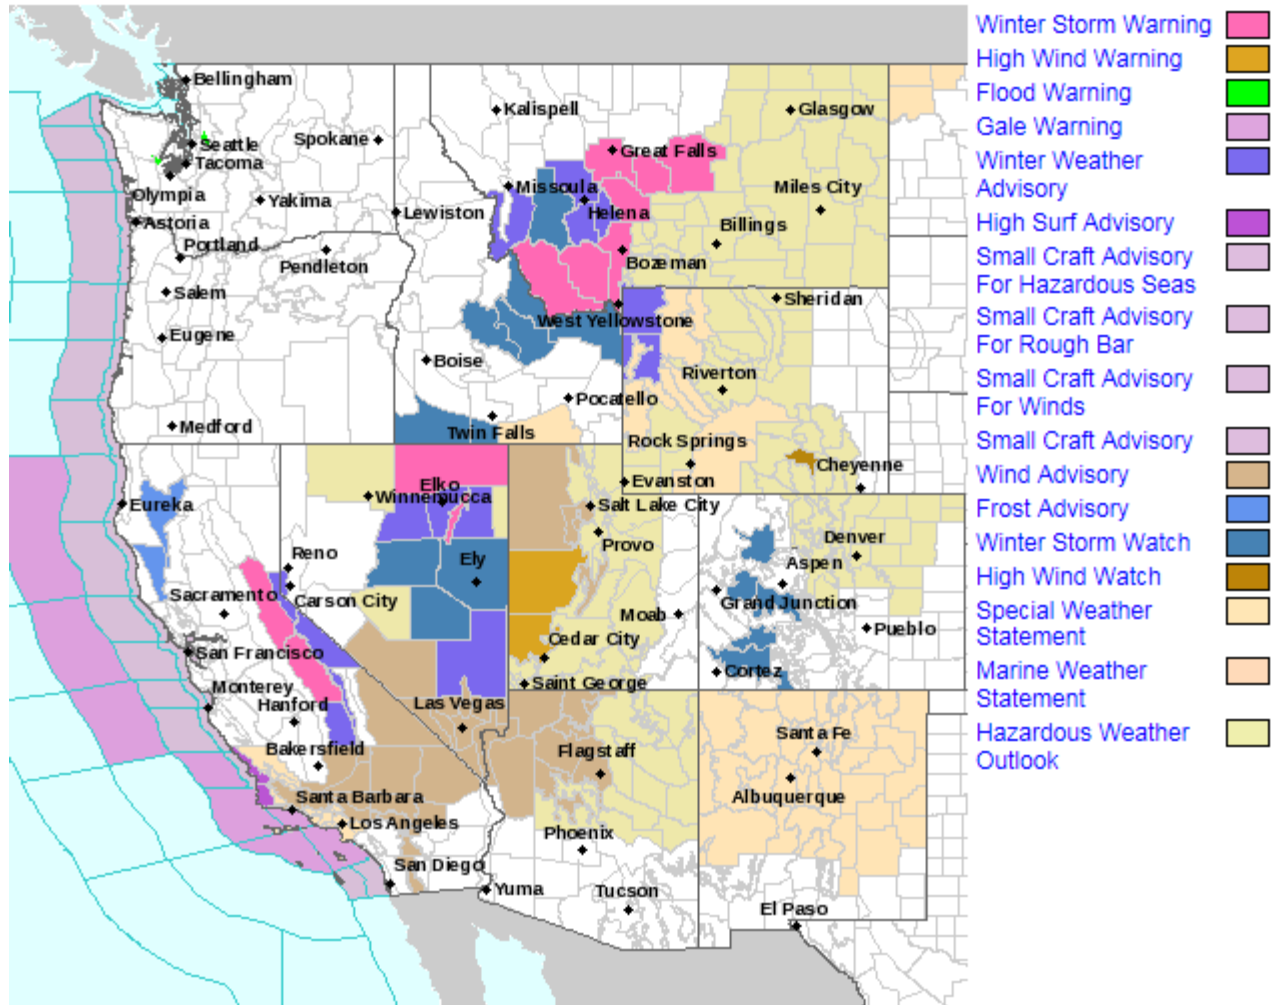 Bellingham
Kalispell
Glasgow
Spokane
Seattle
Great Falls
Tacoma
Missoula
Miles City
Olympia
Yakima
Lewiston
Helena
Astoria
Billings
Portland
Pendleton
Bozeman
Salem
Sheridan
West Yellowstone
Eugene
Boise
Riverton
Pocatello
Medford
Twin Falls
Rock Springs
Cheyenne
Elko
Evanston
Winnemucca
Eureka
Salt Lake City
Denver
Provo
Reno
Ely
Aspen
Sacramento
Carson City
Grand Junction
Moab
Pueblo
Cedar City
San Francisco
Cortez
Saint George
Monterey
Hanford
Las Vegas
Santa Fe
Bakersfield
Flagstaff
Santa Barbara
Albuquerque
Los Angeles
Phoenix
San Diego
Yuma
Tucson
El Paso
Winter Storm Warning
High Wind Warning
Flood Warning
Gale Warning
Winter Weather
Advisory
High Surf Advisory
Small Craft Advisory
For Hazardous Seas
Small Craft Advisory
For Rough Bar
Small Craft Advisory
For Winds
Small Craft Advisory
Wind Advisory
Frost Advisory
Winter Storm Watch
High Wind Watch
Special Weather
Statement
Marine Weather
Statement
Hazardous Weather
Outlook